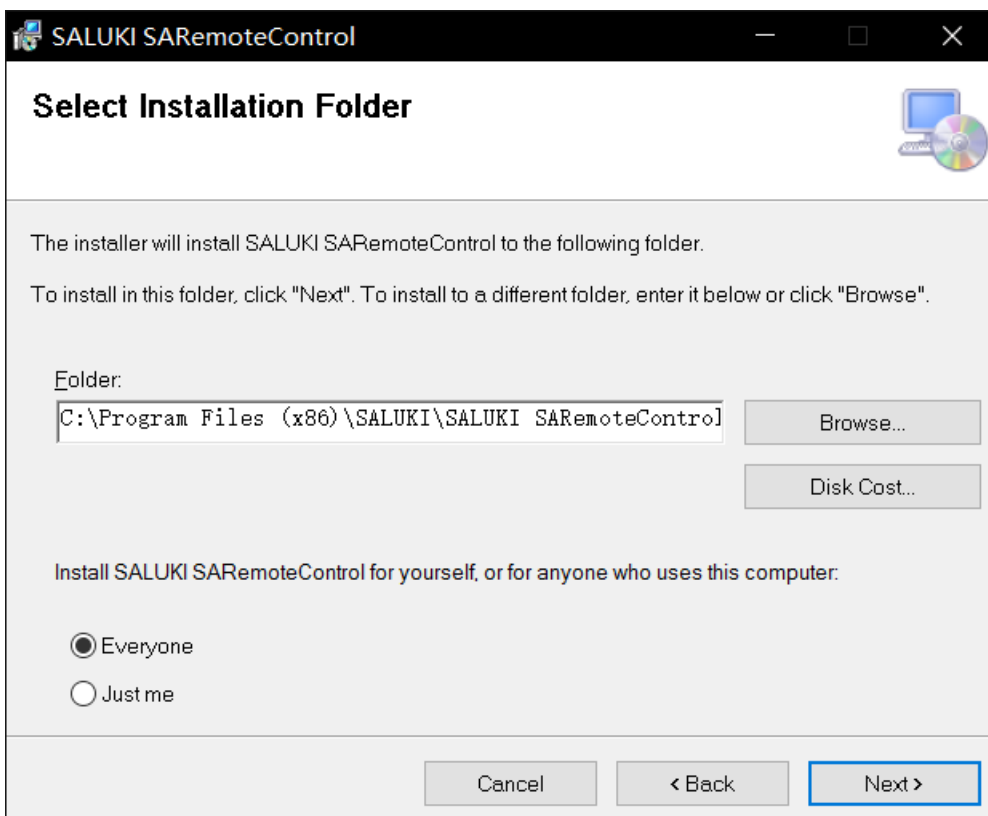 SALUKI SARemoteControl
Select Installation Folder
The installer will install SALUKI SARemoteControl to the following folder.
To install in this folder, click "Next". To install to a different folder, enter it below or click "Browse".
Folder:
C:\Program Files (x86)\SALUKI\SALUKI SARemoteControl
Browse...
Disk Cost...
Install SALUKI SARemoteControl for yourself, or for anyone who uses this computer:
Everyone
Just me
Cancel
< Back
Next >